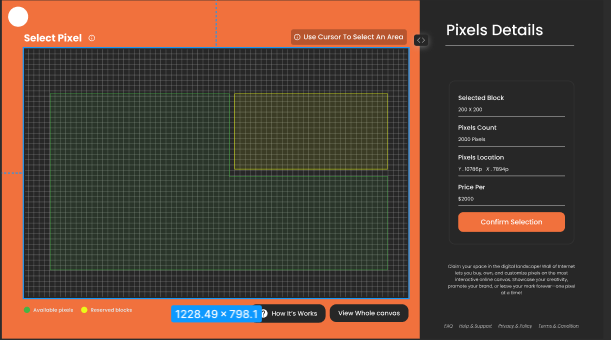 Select Pixel
Use Cursor To Select An Area
Available pixels
Reserved blocks
1228.49 × 798.1
How It's Works
View Whole canvas
Pixels Details
Selected Block
200 X 200
Pixels Count
2000 Pixels
Pixels Location
Y .10786p X .7894p
Price Per
$2000
Confirm Selection
Claim your space in the digital landscape! Wall of Internet
lets you buy, own, and customise pixels on the most
interactive online canvas. Showcase your creativity,
promote your brand, or leave your mark forever-one pixel
at a time!
FAQ Help & Support Privacy & Policy Terms & Condition